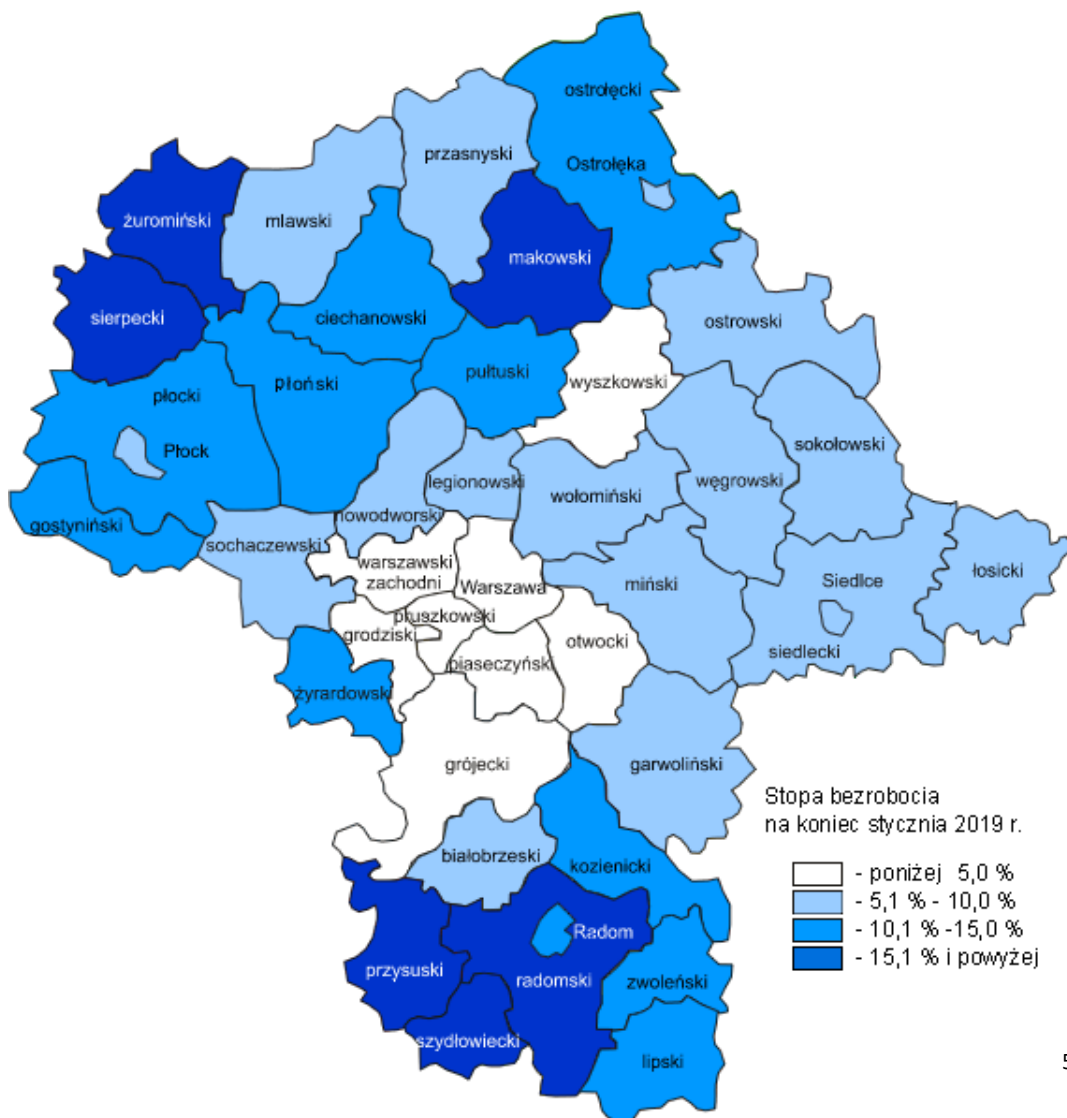 ostrołęcki
przasnyski
Ostrołęka
żuromiński
mlawski
makowski
sierpecki
ciechanowski
ostrowski
płocki
płoński
pułtuski
wyszkowski
Płock
sokołowski
legionowski
wołomiński
węgrowski
gostyniński
nowodworski
sochaczewski
warszawski
zachodni
Warszawa
miński
Siedlce
łosicki
pruszkowski
grodziski
otwocki
piaseczyński
siedlecki
żyrardowski
grójecki
garwoliński
Stopa bezrobocia
na koniec stycznia 2019 r.
białobrzeski
kozienicki
- poniżej 5,0 %
- 5,1 % - 10,0 %
- 10,1 % -15,0 %
- 15,1 % i powyżej
Radom
przysuski
radomski
zwoleński
szydłowiecki
lipski
5